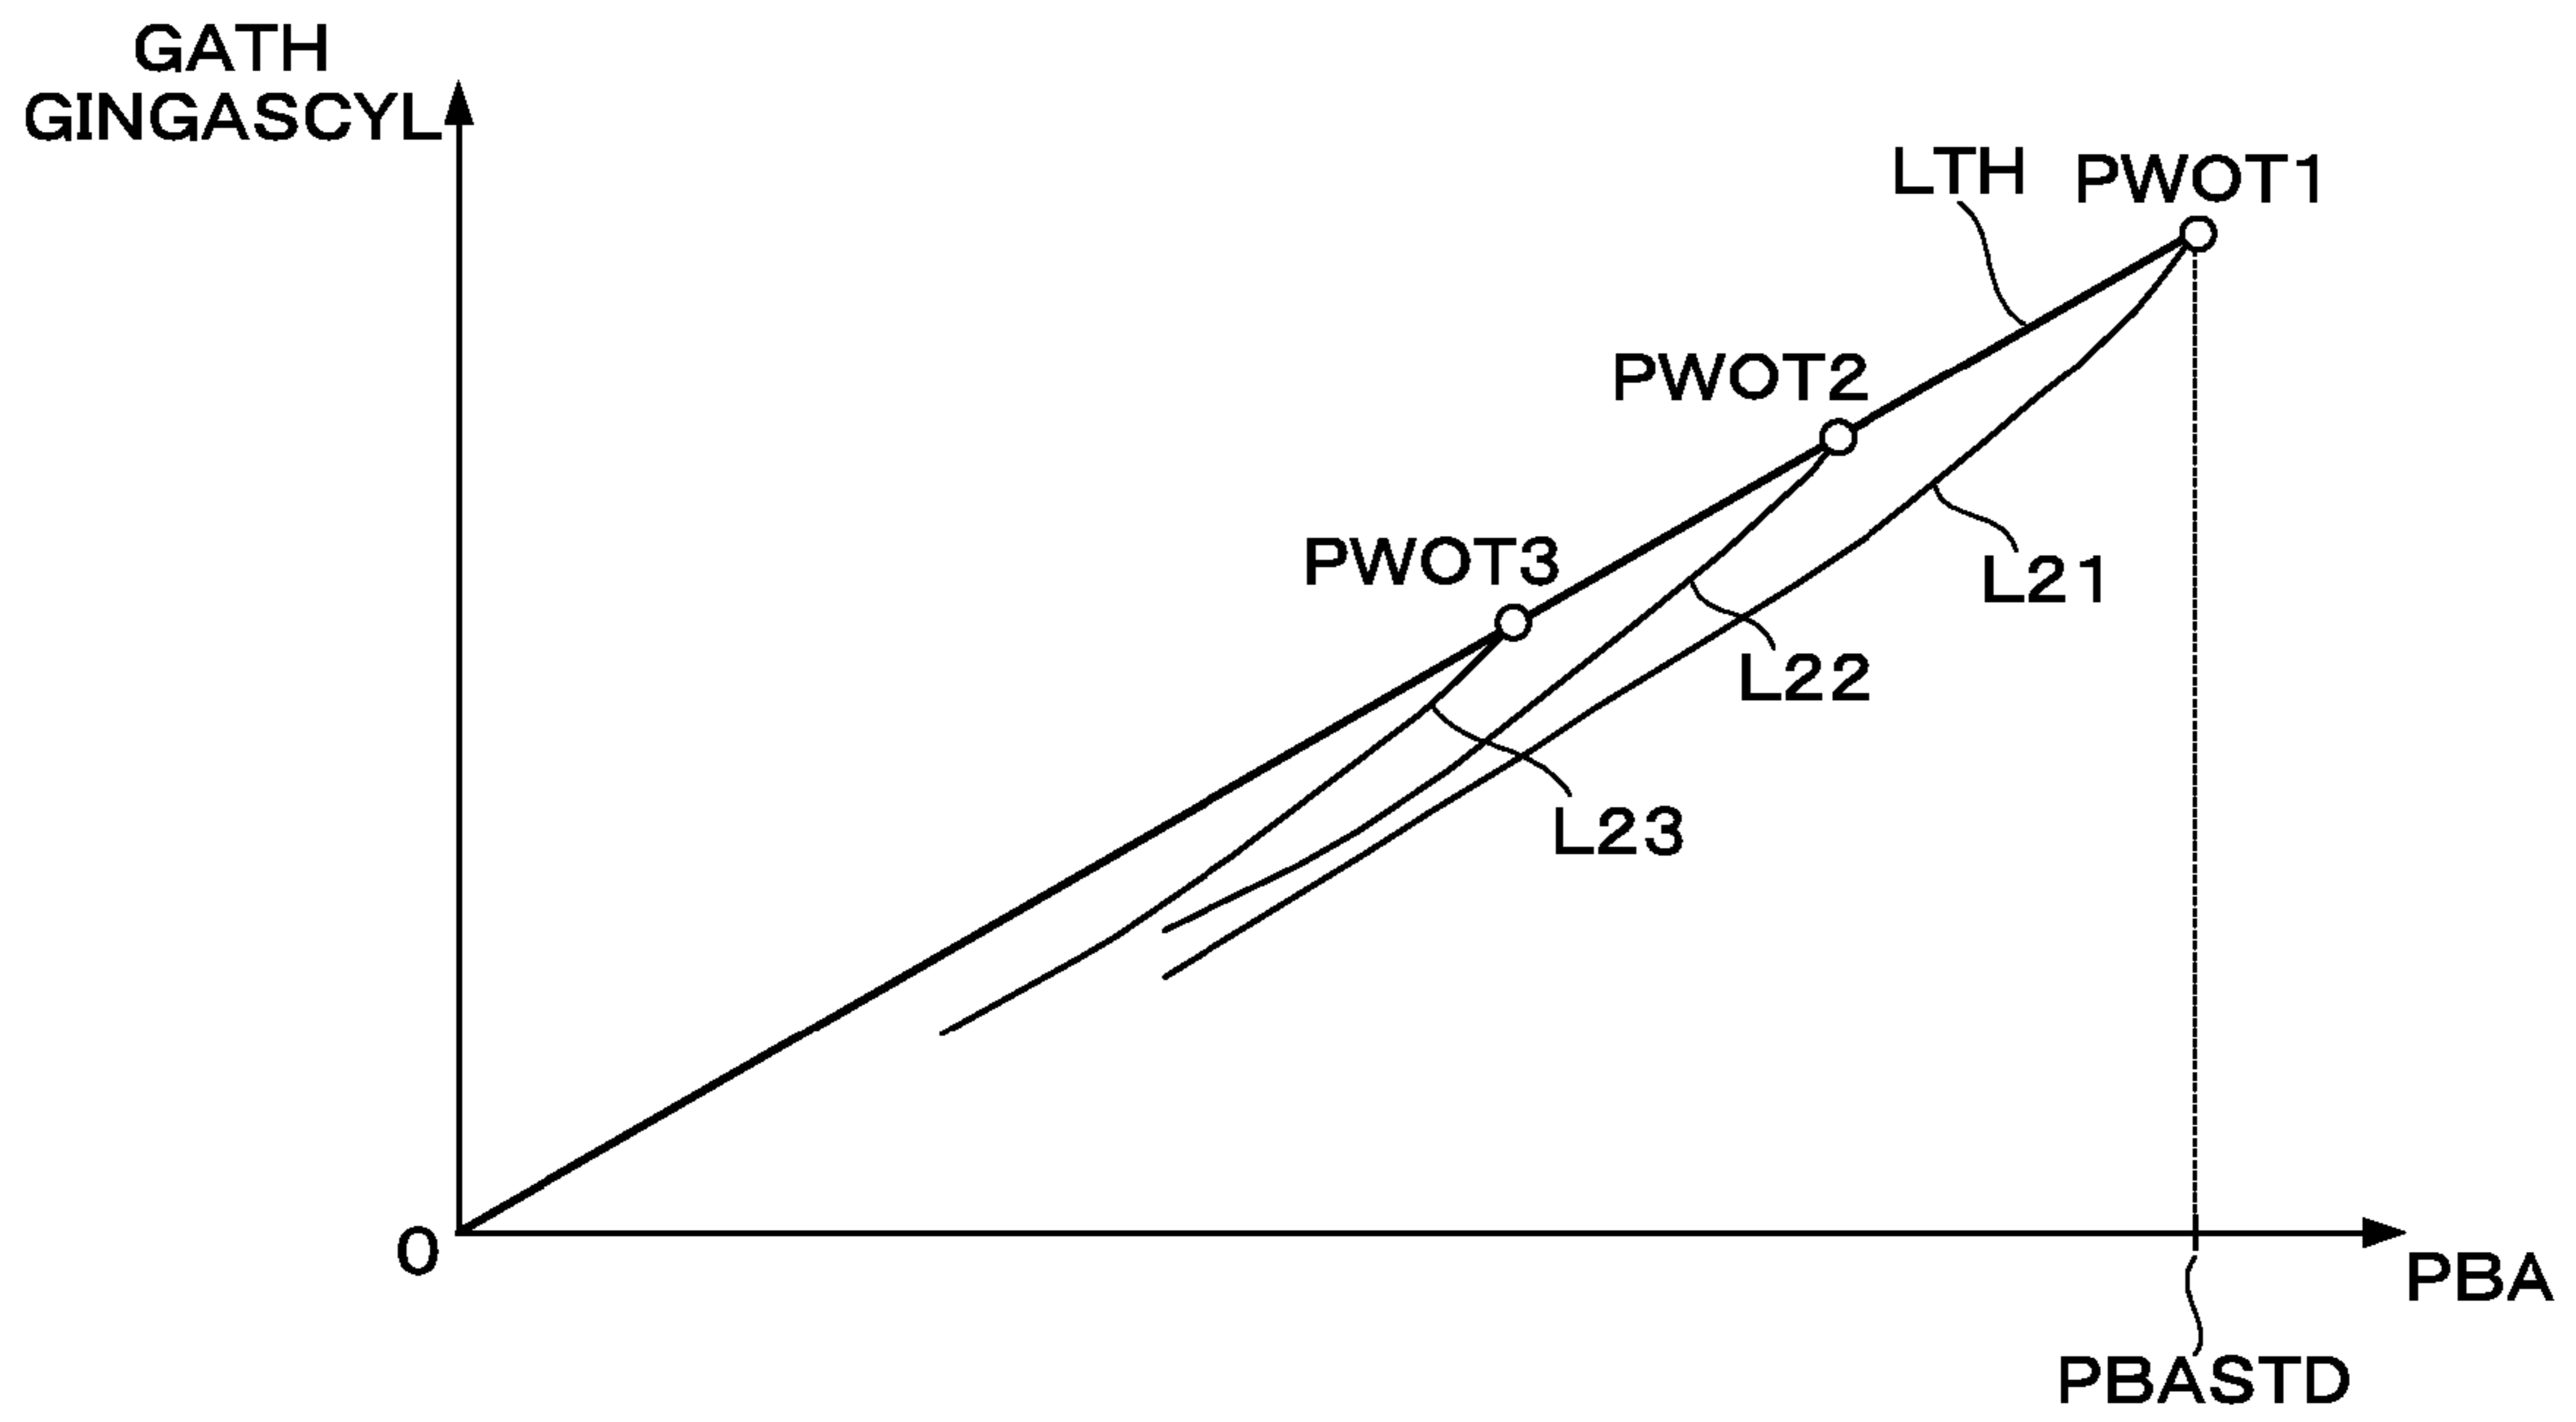 GATH
GINGASCYL
LTH
PWOT1
PWOT2
PWOT3
L21
L22
L23
0
PBA
PBASTD